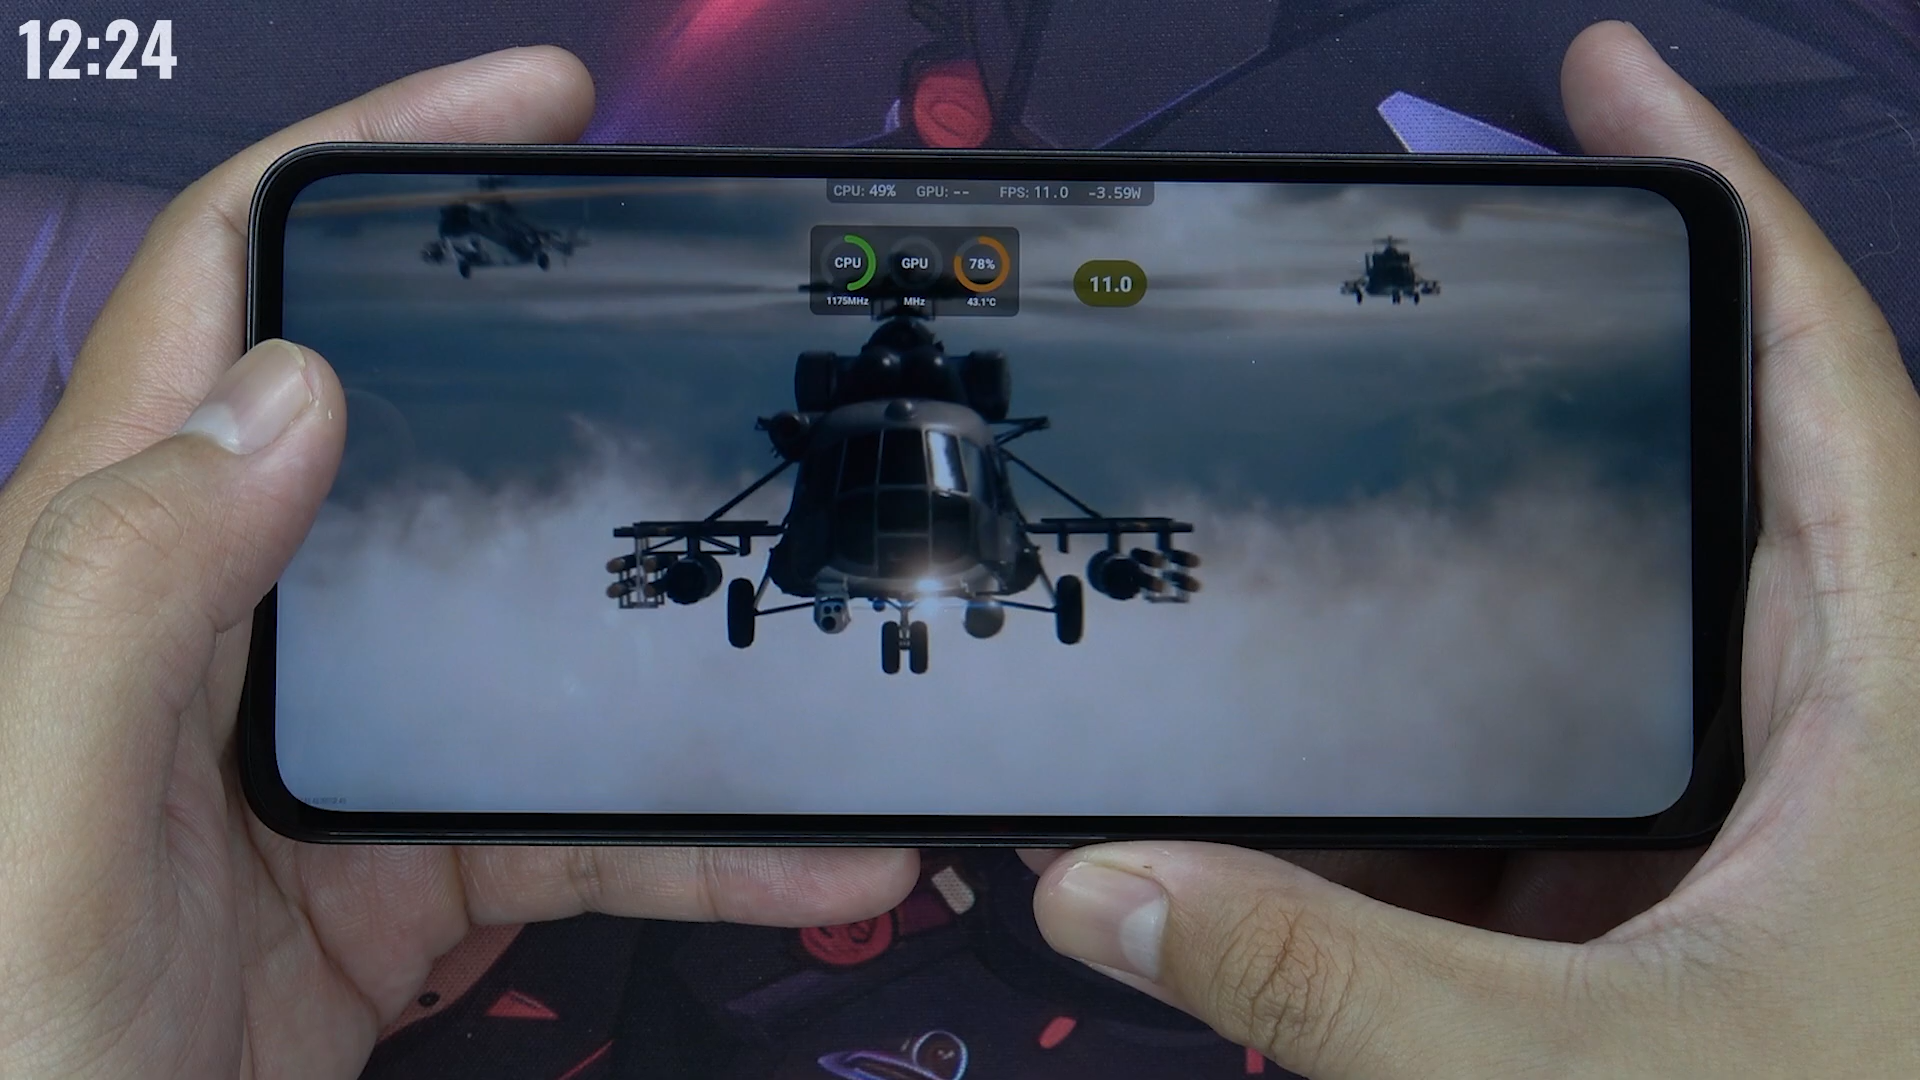 12:24
CPU: 49% GPU: -- FPS: 11.0 -3.59W
CPU GPU 78%
1175MHz MHz 43.1°C
11.0